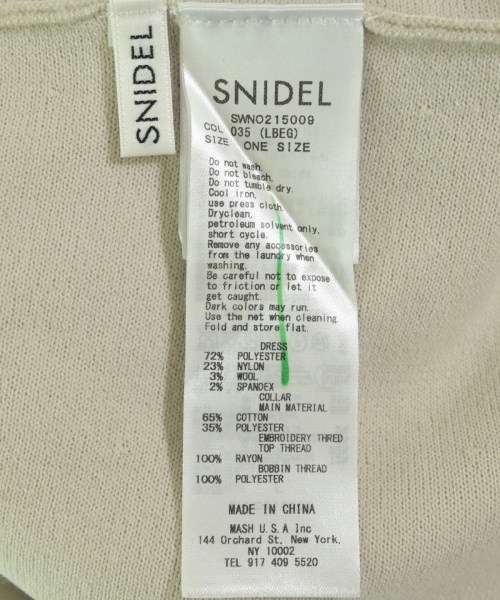 SNIDEL
SNIDEL
SWNO215009
COL 035 (LBEG)
SIZE ONE SIZE
Do not wash.
Do not bleach.
Do not tumble dry.
Cool iron,
use press cloth.
Dryclean,
petroleum solvent only,
short cycle.
Remove any accessories
from the laundry when
washing.
Be careful not to expose
to friction or let it
get caught.
Dark colors may run.
Use the net when cleaning.
Fold and store flat.
DRESS
72% POLYESTER
23% NYLON
3% WOOL
2% SPANDEX
COLLAR
MAIN MATERIAL
65% COTTON
35% POLYESTER
EMBROIDERY THRED
TOP THREAD
100% RAYON
BOBBIN THREAD
100% POLYESTER
MADE IN CHINA
MASH U.S.A Inc
144 Orchard St. New York.
NY 10002
TEL 917 409 5520